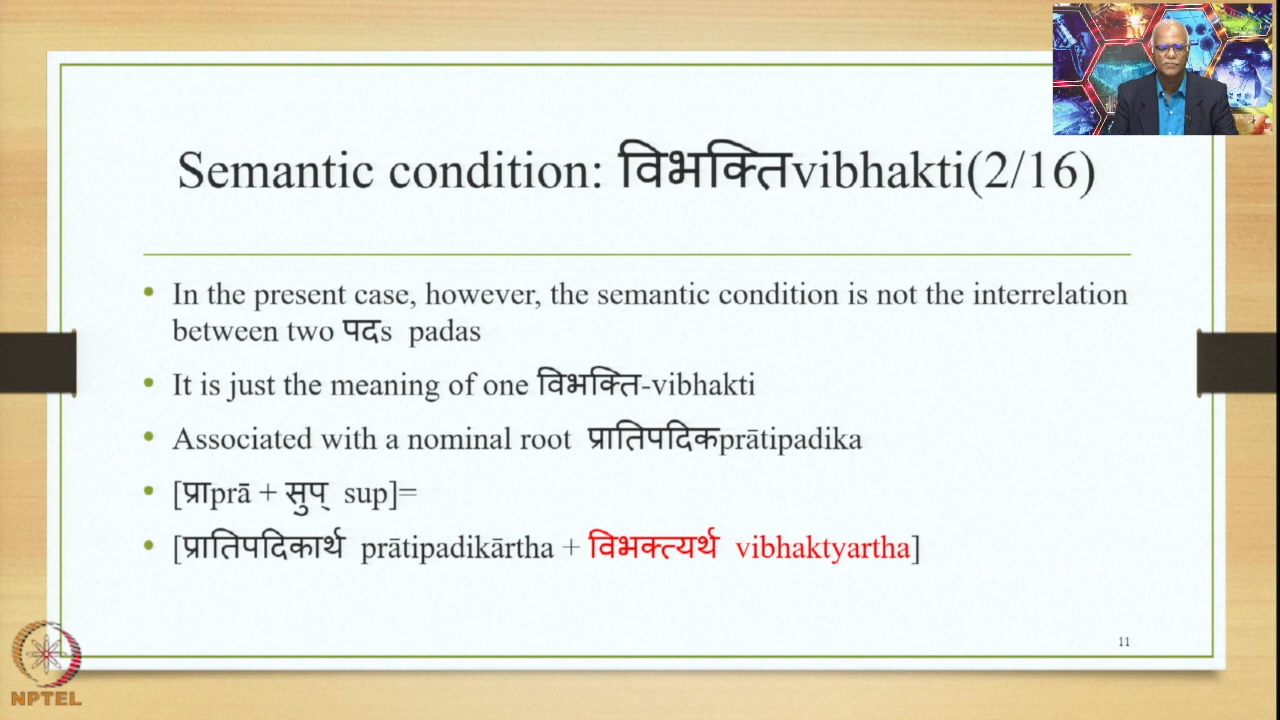 Semantic condition: विभक्तिvibhakti(2/16)
• In the present case, however, the semantic condition is not the interrelation
between two पदs padas
• It is just the meaning of one विभक्ति-vibhakti
• Associated with a nominal root प्रातिपदिकprātipadika
• [प्राprā + सुप् sup]=
• [प्रातिपदिकार्थ prātipadikārtha + विभक्त्यर्थ vibhaktyartha]
11
NPTEL